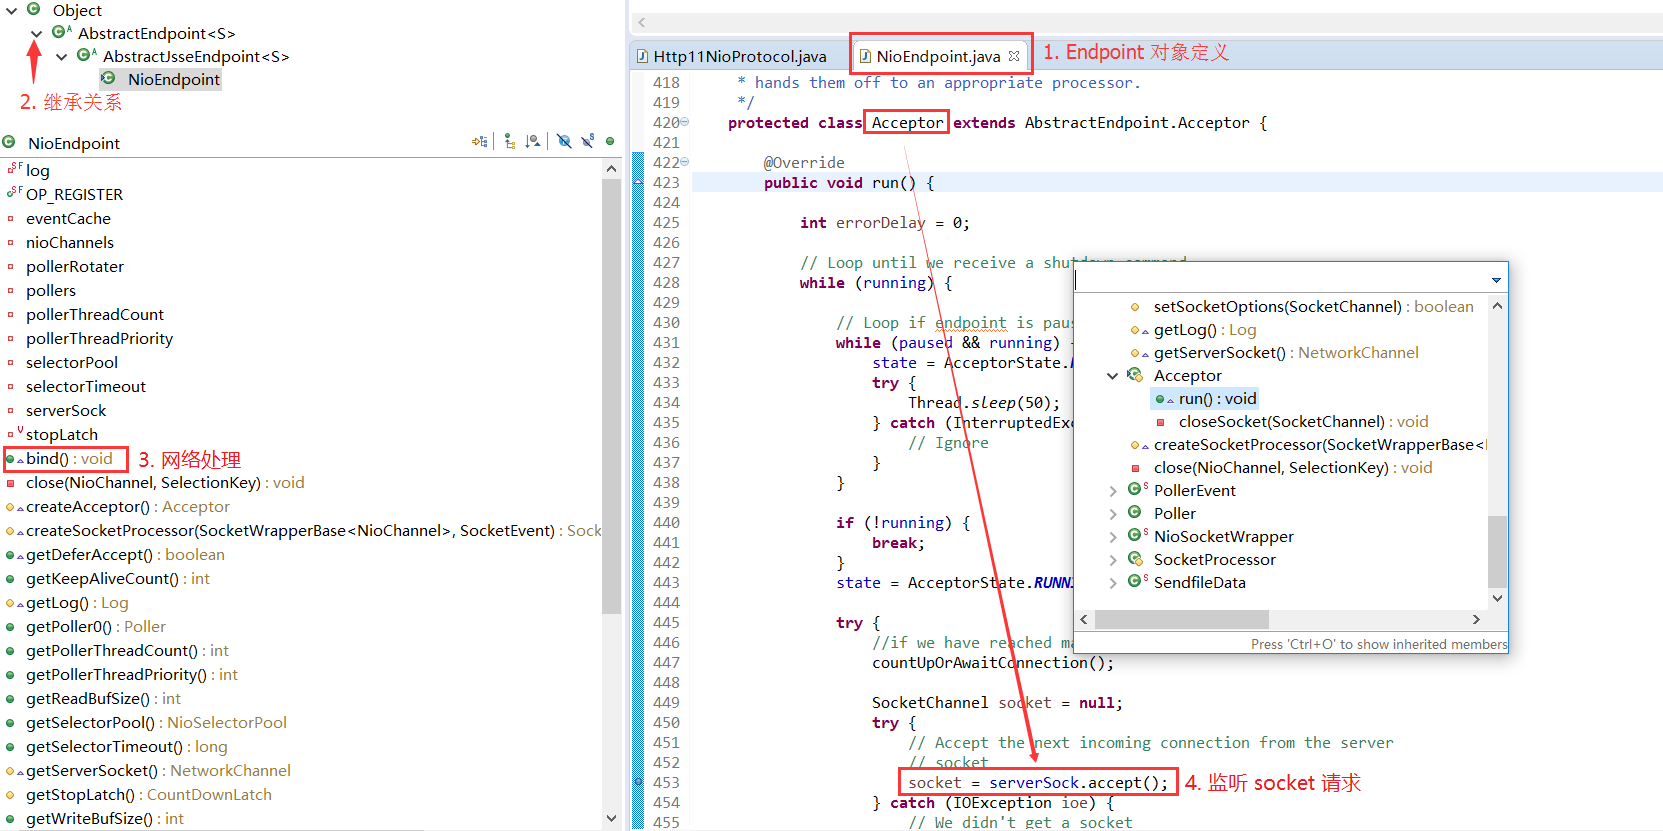 Object
AbstractEndpoint<S>
AbstractJsseEndpoint<S>
NioEndpoint
2. 继承关系
NioEndpoint
log
OP_REGISTER
eventCache
nioChannels
pollerRotater
pollers
pollerThreadCount
pollerThreadPriority
selectorPool
selectorTimeout
serverSock
stopLatch
bind() : void
3. 网络处理
close(NioChannel, SelectionKey) : void
createAcceptor() : Acceptor
createSocketProcessor(SocketWrapperBase<NioChannel>, SocketEvent) : Sock
getDeferAccept() : boolean
getKeepAliveCount() : int
getLog() : Log
getPoller0() : Poller
getPollerThreadCount() : int
getPollerThreadPriority() : int
getReadBufSize() : int
getSelectorPool() : NioSelectorPool
getSelectorTimeout() : long
getServerSocket() : NetworkChannel
getStopLatch() : CountDownLatch
getWriteBufSize() : int
Http11NioProtocol.java
NioEndpoint.java
1. Endpoint 对象定义
418 * hands them off to an appropriate processor.
419 */
420 protected class Acceptor extends AbstractEndpoint.Acceptor {
421
422 @Override
423 public void run() {
424
425 int errorDelay = 0;
426
427 // Loop until we receive a shutdown command
428 while (running) {
429
430 // Loop if endpoint is paus
431 while (paused && running)
432 state = AcceptorState.
433 try {
434 Thread.sleep(50);
435 } catch (InterruptedExc
436 // Ignore
437 }
438 }
439
440 if (!running) {
441 break;
442 }
443 state = AcceptorState.RUNN
444
445 try {
446 //if we have reached ma
447 countUpOrAwaitConnection();
448
449 SocketChannel socket = null;
450 try {
451 // Accept the next incoming connection from the server
452 // socket
453 socket = serverSock.accept();
4. 监听 socket 请求
454 } catch (IOException ioe) {
455 // We didn't get a socket
setSocketOptions(SocketChannel) : boolean
getLog() : Log
getServerSocket() : NetworkChannel
Acceptor
run() : void
closeSocket(SocketChannel) : void
createSocketProcessor(SocketWrapperBase<
close(NioChannel, SelectionKey) : void
PollerEvent
Poller
NioSocketWrapper
SocketProcessor
SendfileData
Press 'Ctrl+O' to show inherited members